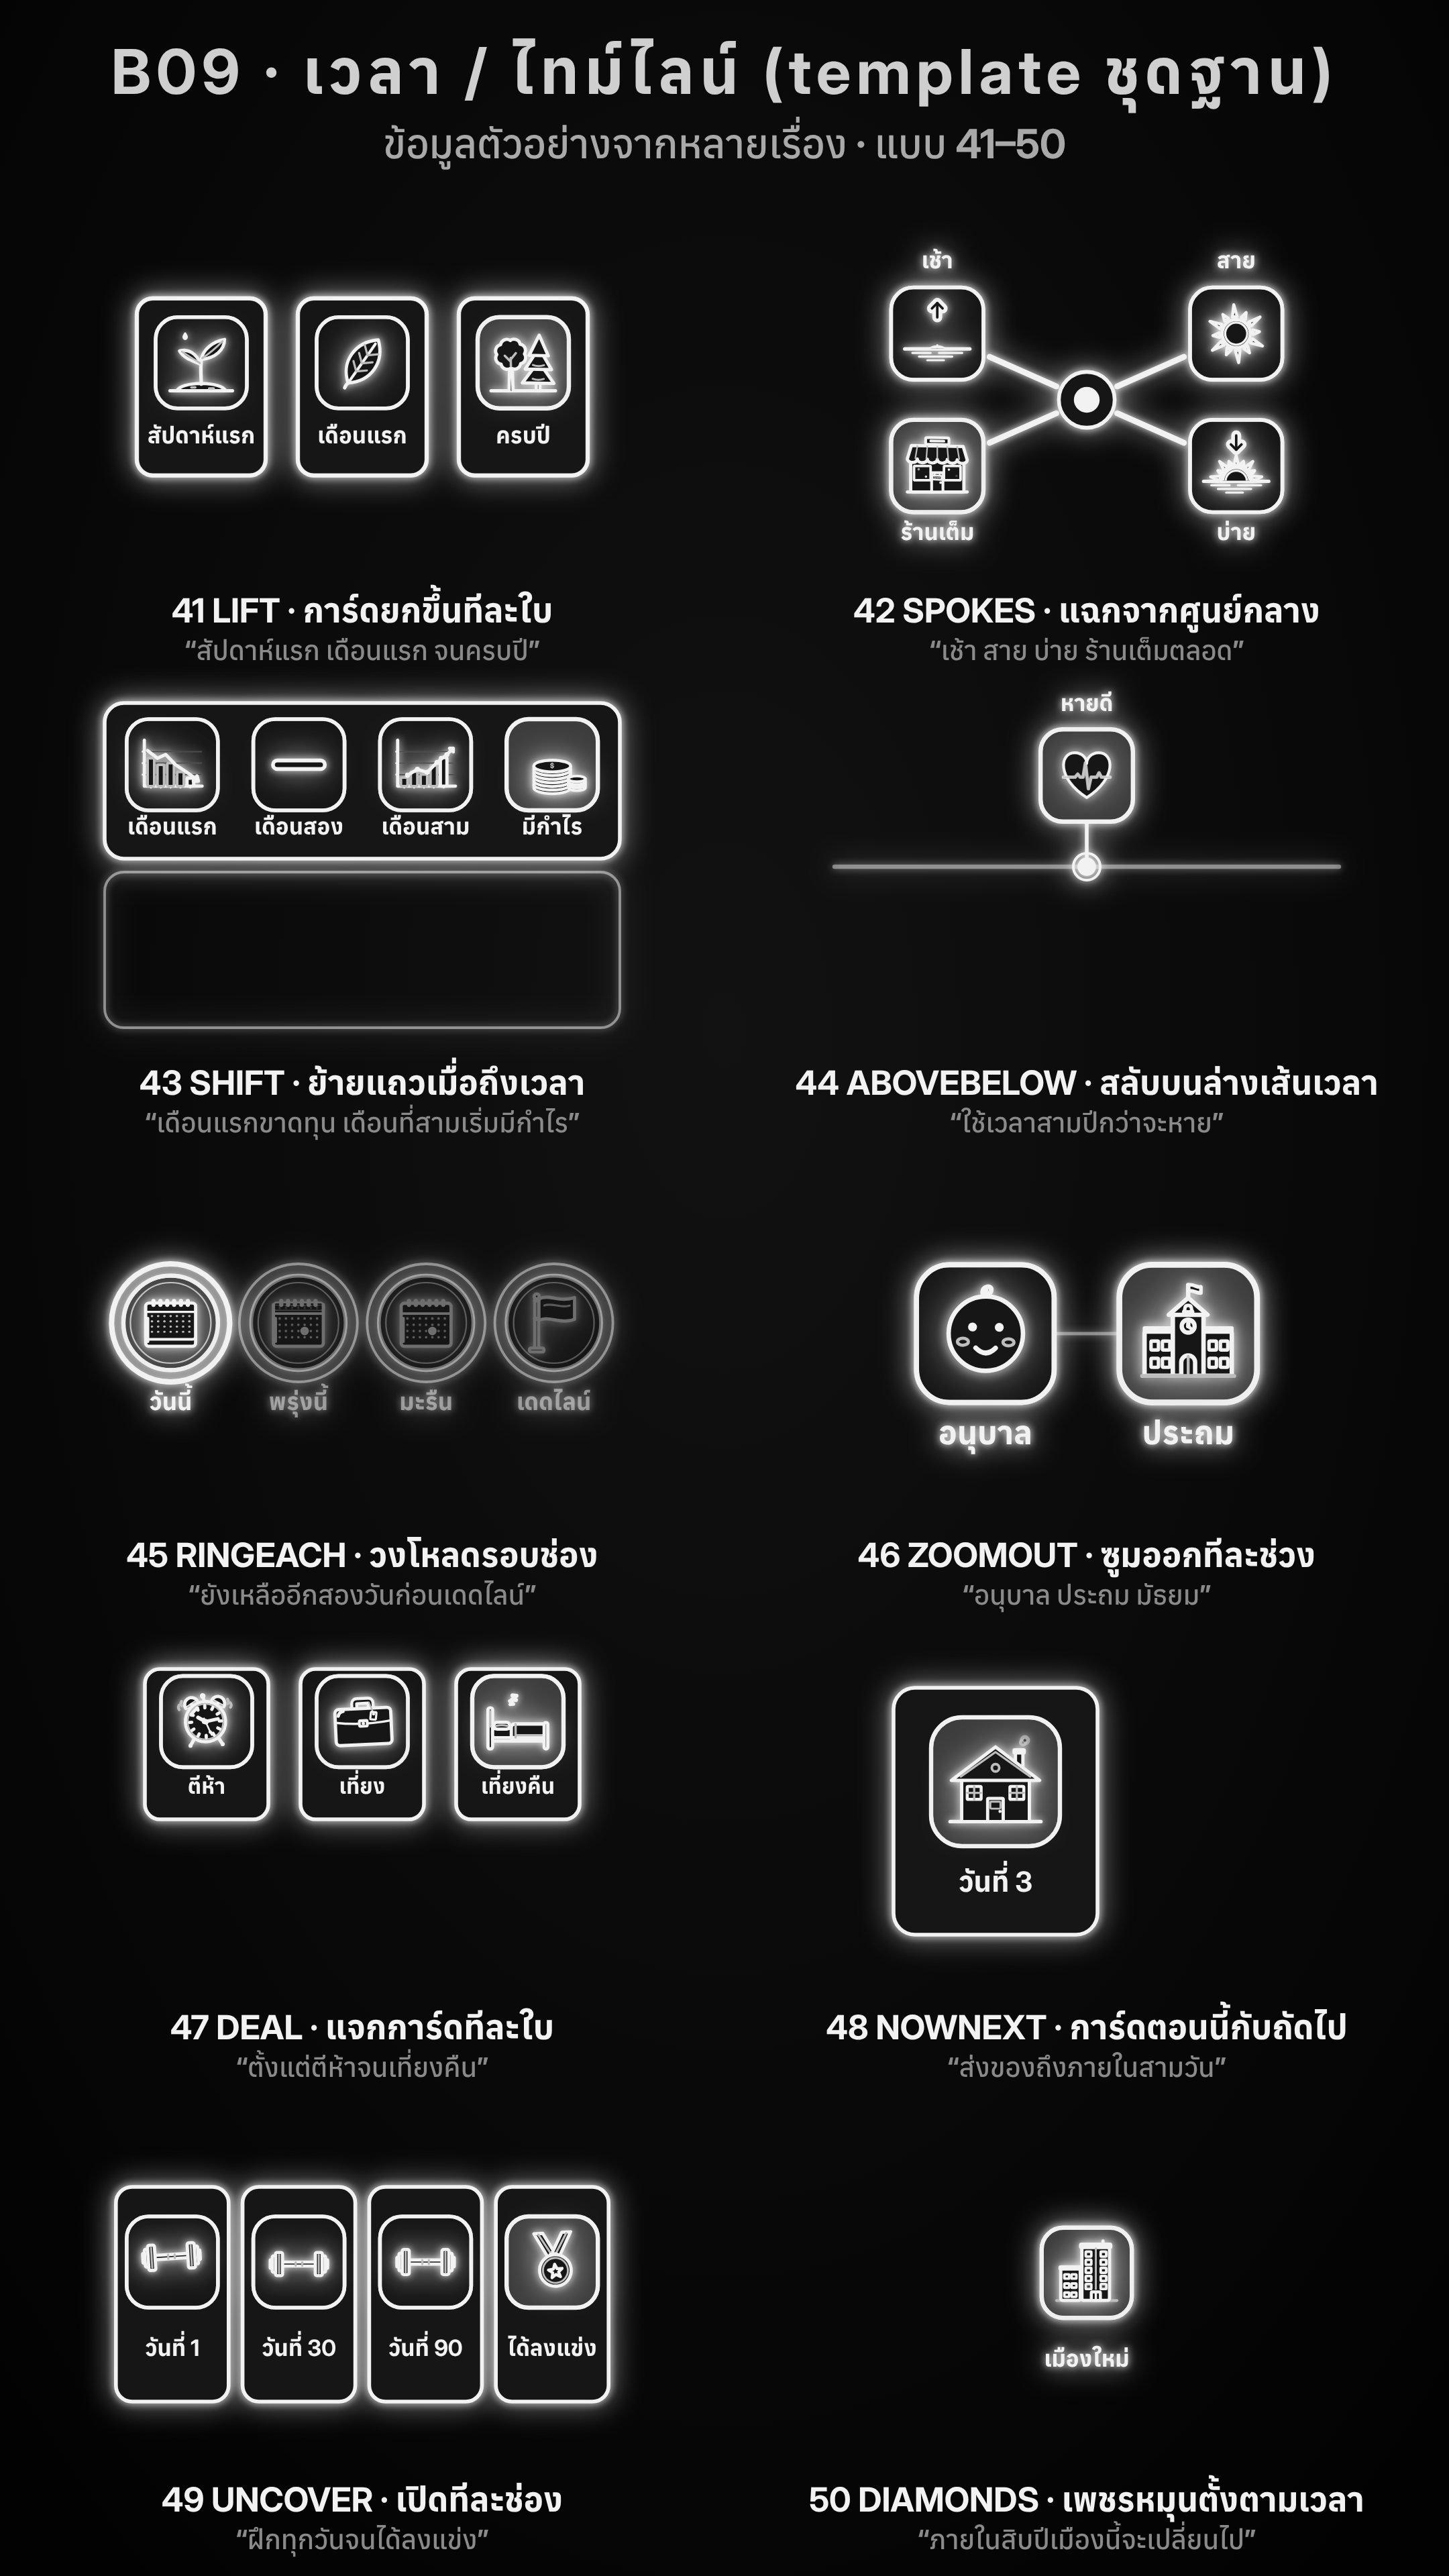 B09 · เวลา / ไทม์ไลน์ (template ชุดฐาน)
ข้อมูลตัวอย่างจากหลายเรื่อง · แบบ 41–50
สัปดาห์แรก
เดือนแรก
ครบปี
เช้า
สาย
ร้านเต็ม
บ่าย
41 LIFT · การ์ดยกขึ้นทีละใบ
“สัปดาห์แรก เดือนแรก จนครบปี”
42 SPOKES · แฉกจากศูนย์กลาง
“เช้า สาย บ่าย ร้านเต็มตลอด”
เดือนแรก
เดือนสอง
เดือนสาม
มีกำไร
หายดี
43 SHIFT · ย้ายแถวเมื่อถึงเวลา
“เดือนแรกขาดทุน เดือนที่สามเริ่มมีกำไร”
44 ABOVEBELOW · สลับบนล่างเส้นเวลา
“ใช้เวลาสามปีกว่าจะหาย”
วันนี้
พรุ่งนี้
มะรืน
เดดไลน์
อนุบาล
ประถม
45 RINGEACH · วงโหลดรอบช่อง
“ยังเหลืออีกสองวันก่อนเดดไลน์”
46 ZOOMOUT · ซูมออกทีละช่วง
“อนุบาล ประถม มัธยม”
ตีห้า
เที่ยง
เที่ยงคืน
วันที่ 3
47 DEAL · แจกการ์ดทีละใบ
“ตั้งแต่ตีห้าจนเที่ยงคืน”
48 NOWNEXT · การ์ดตอนนี้กับถัดไป
“ส่งของถึงภายในสามวัน”
วันที่ 1
วันที่ 30
วันที่ 90
ได้ลงแข่ง
เมืองใหม่
49 UNCOVER · เปิดทีละช่อง
“ฝึกทุกวันจนได้ลงแข่ง”
50 DIAMONDS · เพชรหมุนตั้งตามเวลา
“ภายในสิบปีเมืองนี้จะเปลี่ยนไป”